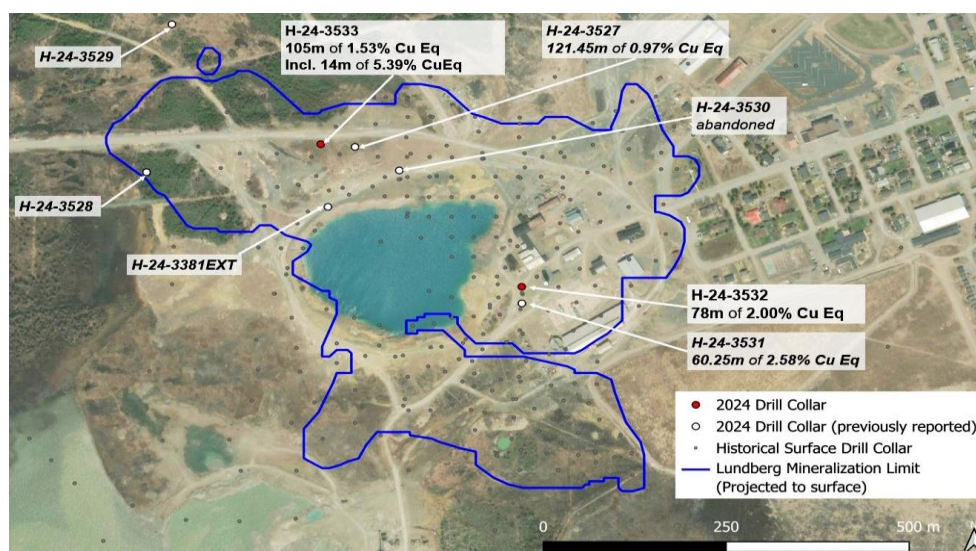 H-24-3529
H-24-3533
105m of 1.53% Cu Eq
Incl. 14m of 5.39% CuEq
H-24-3527
121.45m of 0.97% Cu Eq
H-24-3530
abandoned
H-24-3528
H-24-3381EXT
H-24-3532
78m of 2.00% Cu Eq
H-24-3531
60.25m of 2.58% Cu Eq
2024 Drill Collar
2024 Drill Collar (previously reported)
Historical Surface Drill Collar
Lundberg Mineralization Limit
(Projected to surface)
0 250 500 m